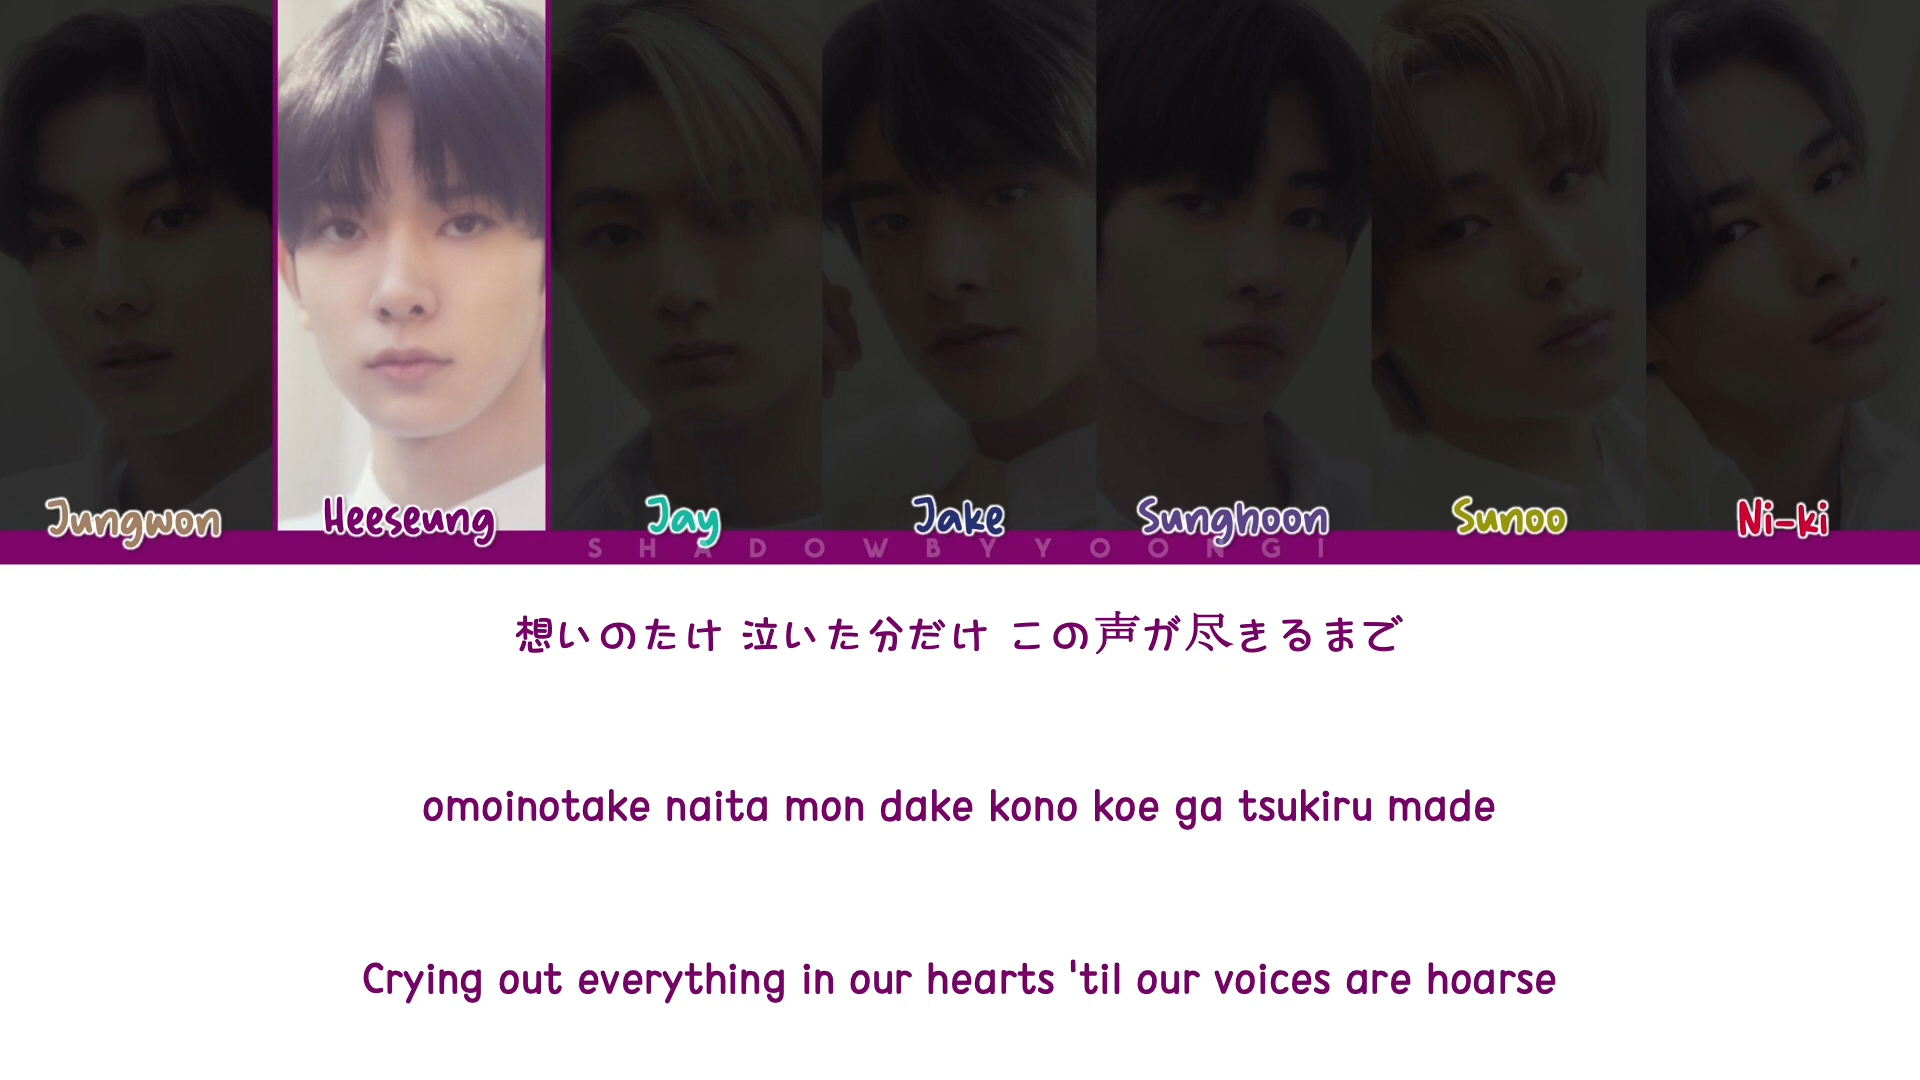 Jungwon Heeseung Jay Jake Sunghoon Sunoo Ni-ki
SHADOWBYYOONGI
想いのたけ 泣いた分だけ この声が尽きるまで
omoinotake naita mon dake kono koe ga tsukiru made
Crying out everything in our hearts 'til our voices are hoarse